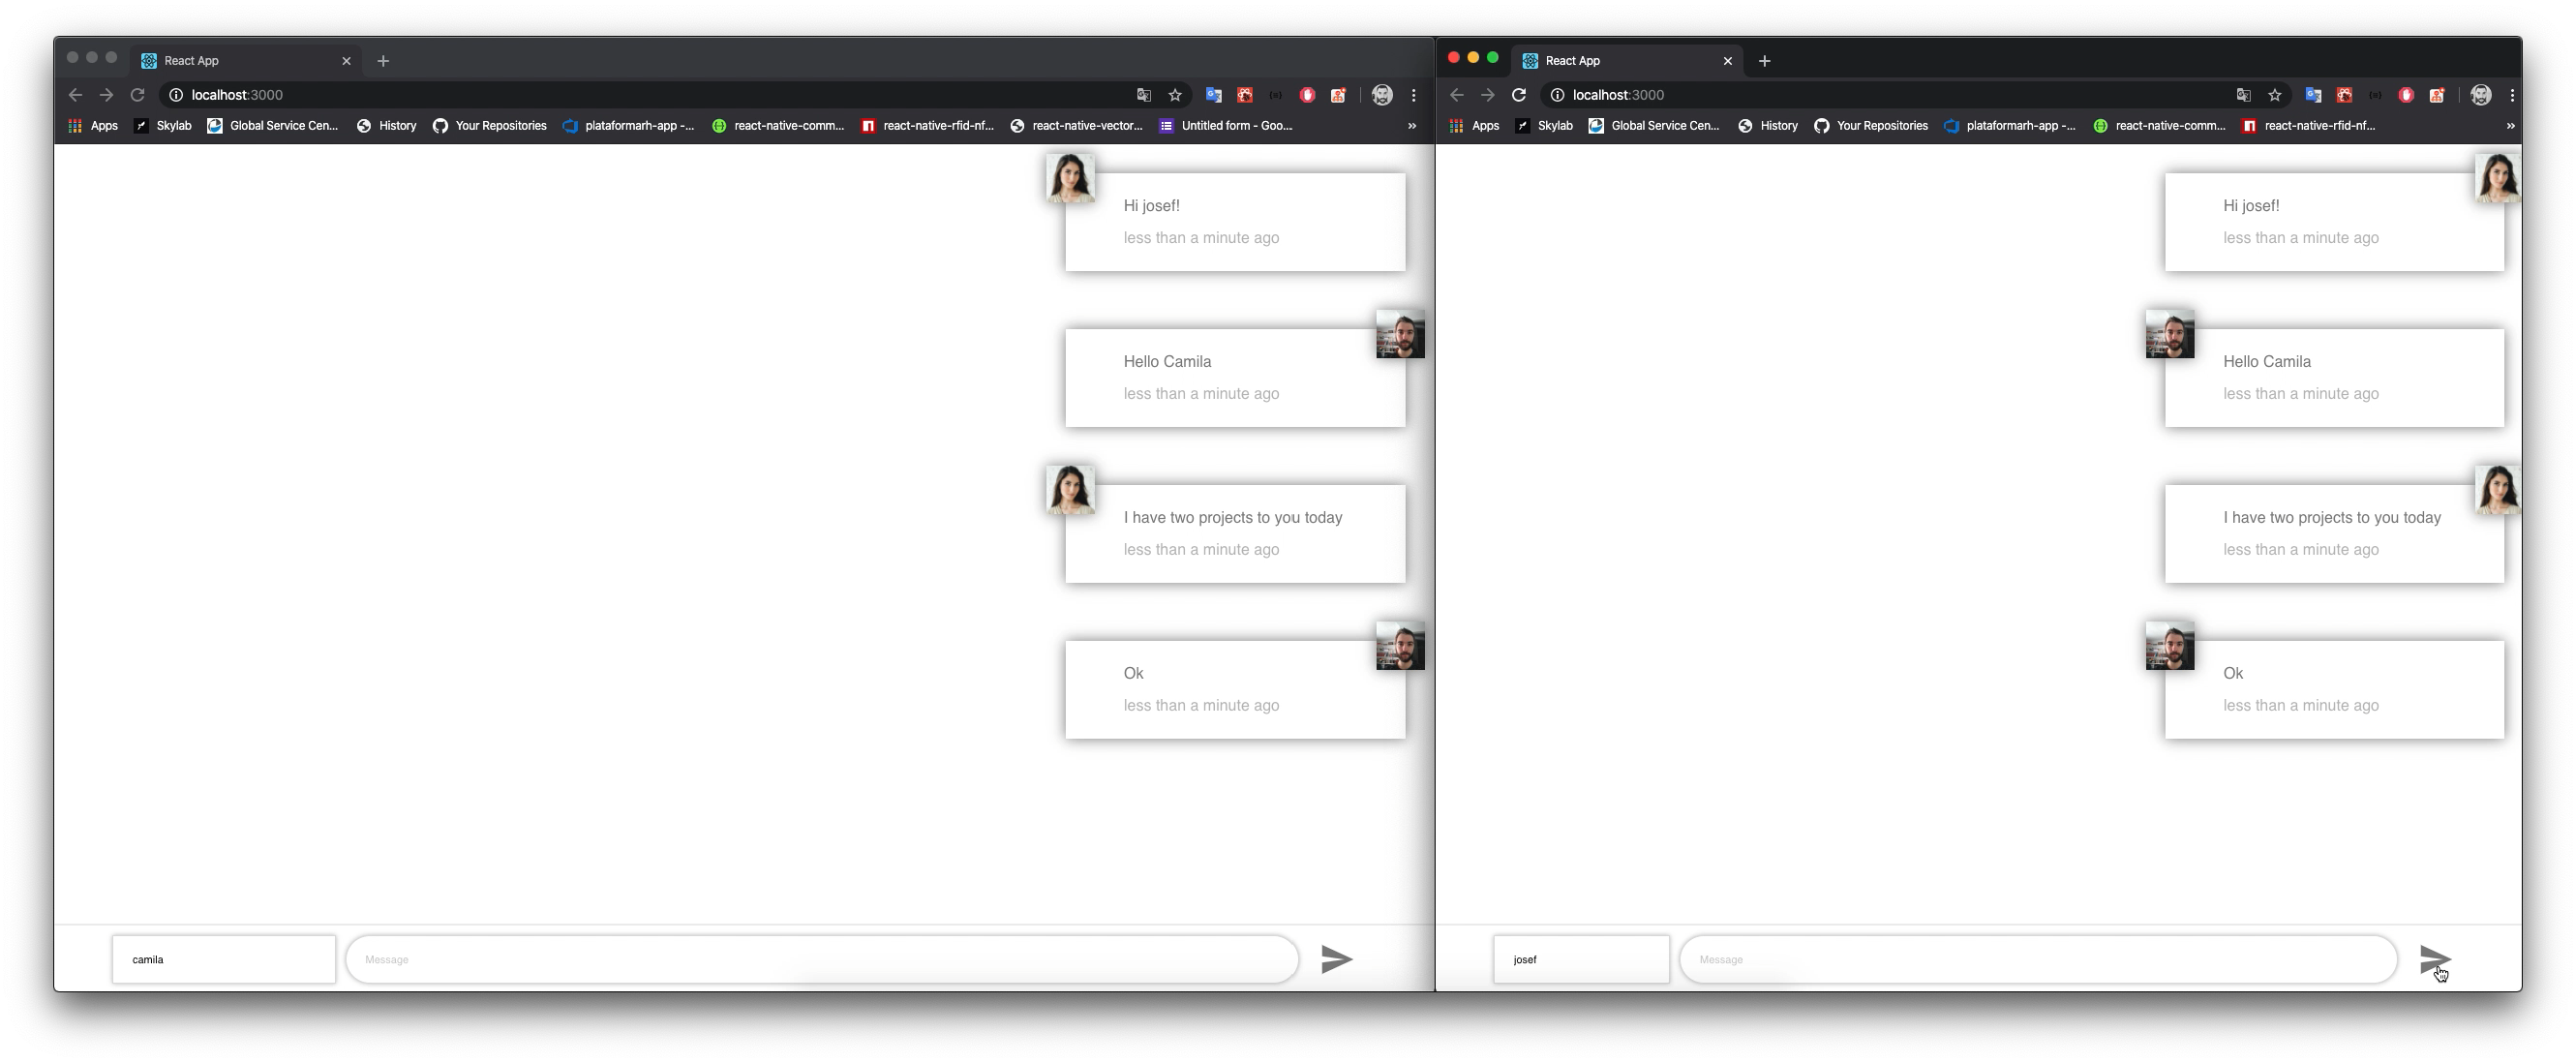 React App
localhost:3000
Apps
Skylab
Global Service Cen...
History
Your Repositories
plataformarh-app -...
react-native-comm...
react-native-rfid-nf...
react-native-vector...
Untitled form - Goo...
»
Hi josef!
less than a minute ago
Hello Camila
less than a minute ago
I have two projects to you today
less than a minute ago
Ok
less than a minute ago
camila
Message
React App
localhost:3000
Apps
Skylab
Global Service Cen...
History
Your Repositories
plataformarh-app -...
react-native-comm...
react-native-rfid-nf...
»
Hi josef!
less than a minute ago
Hello Camila
less than a minute ago
I have two projects to you today
less than a minute ago
Ok
less than a minute ago
josef
Message